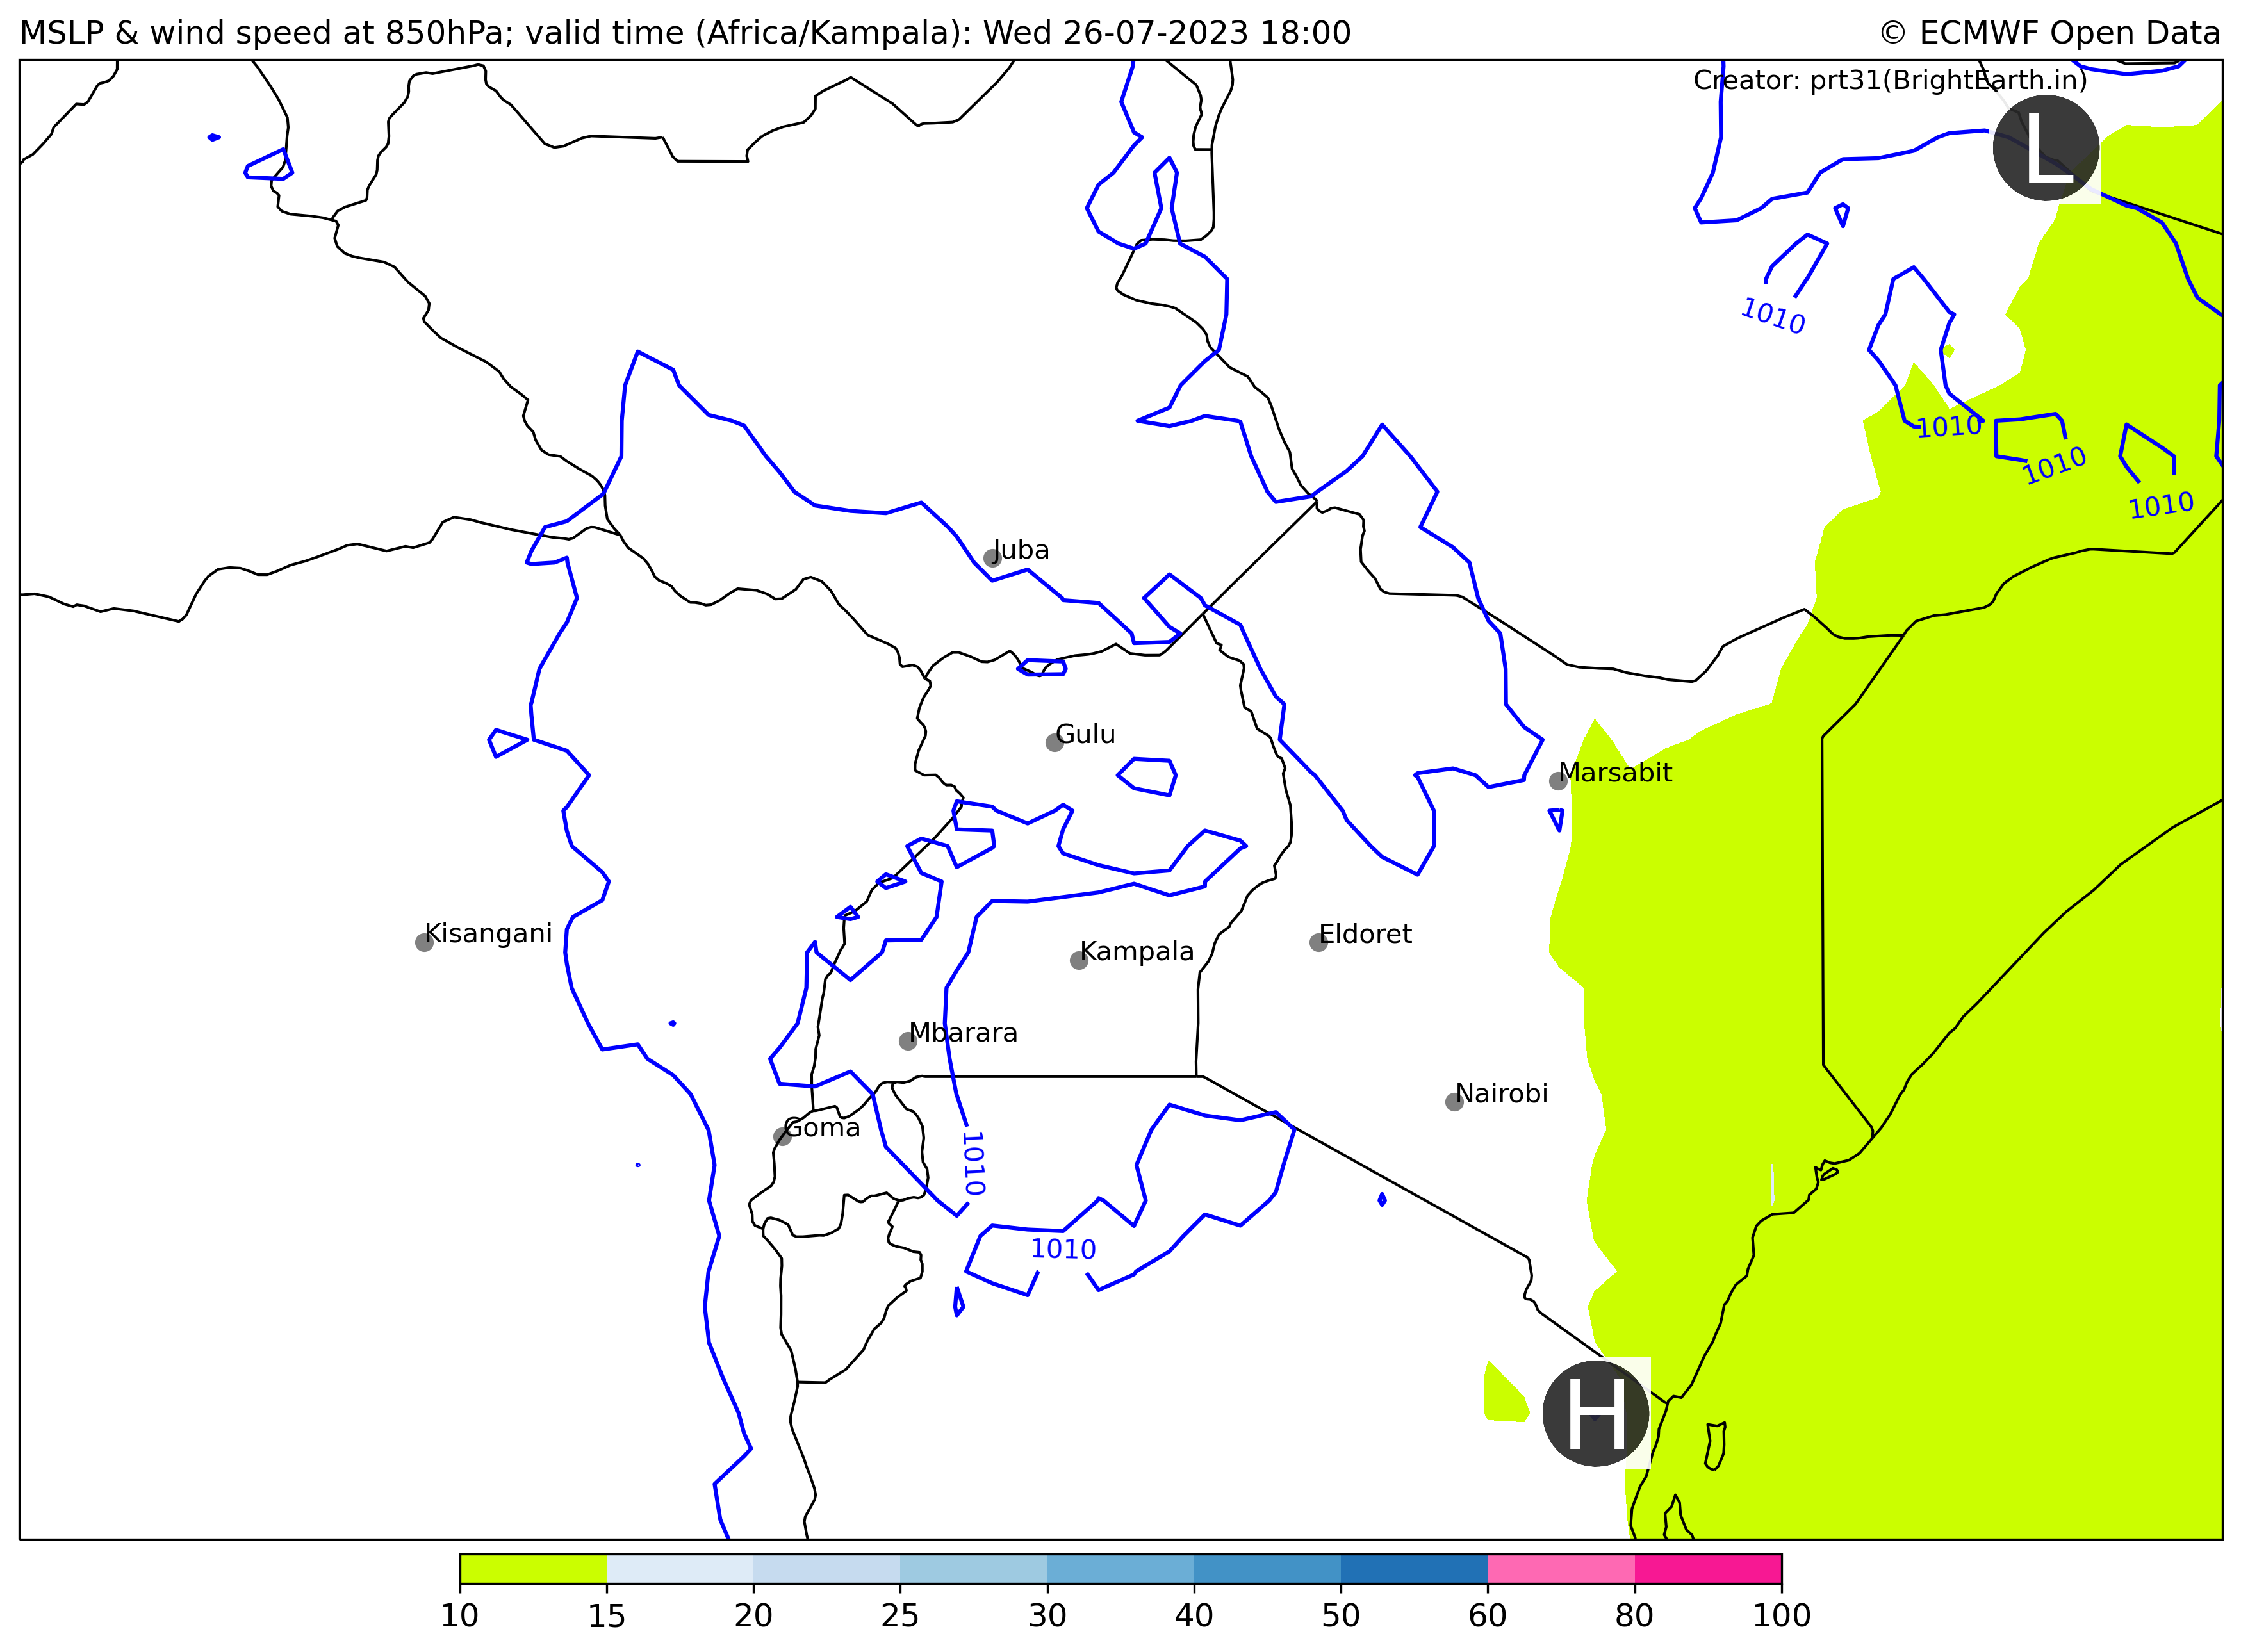 MSLP & wind speed at 850hPa; valid time (Africa/Kampala): Wed 26-07-2023 18:00
© ECMWF Open Data
Creator: prt31(BrightEarth.in)
L
1010
1010
1010
1010
Juba
Gulu
Marsabit
Kisangani
Eldoret
Kampala
Mbarara
Nairobi
Goma
1010
1010
H
10 15 20 25 30 40 50 60 80 100